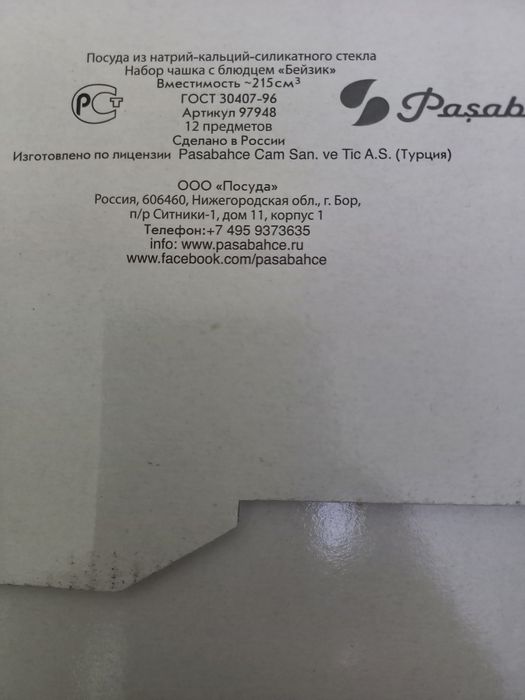 Посуда из натрий-кальций-силикатного стекла
Набор чашка с блюдцем «Бейзик»
Вместимость ~215см³
ГОСТ 30407-96
Артикул 97948
12 предметов
Сделано в России
Изготовлено по лицензии Pasabahce Cam San. ve Tic A.S. (Турция)
РСТ
Paşab
ООО «Посуда»
Россия, 606460, Нижегородская обл., г. Бор,
п/р Ситники-1, дом 11, корпус 1
Телефон:+7 495 9373635
info: www.pasabahce.ru
www.facebook.com/pasabahce